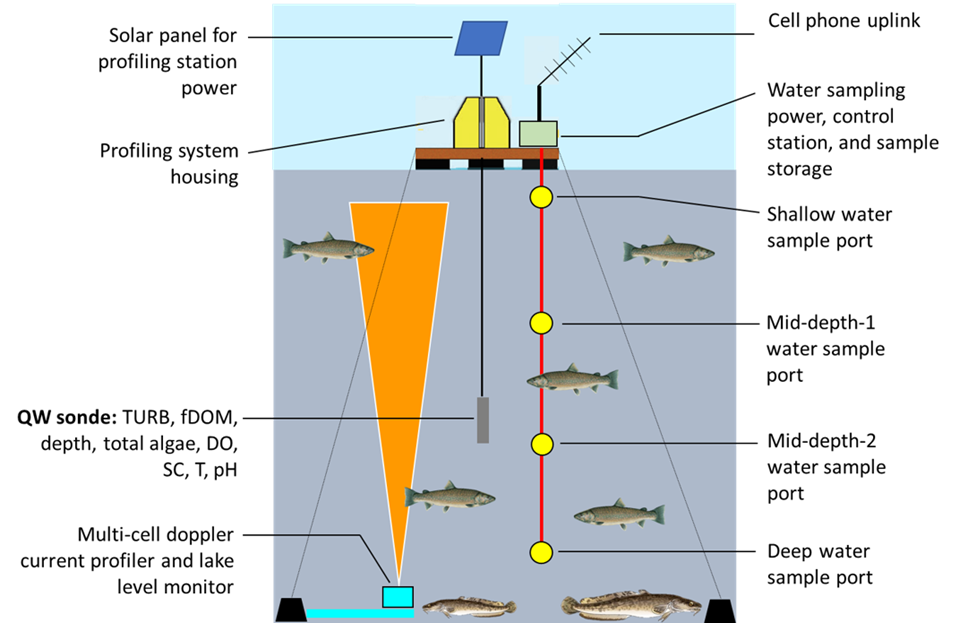 Solar panel for
profiling station
power
Profiling system
housing
QW sonde: TURB, fDOM,
depth, total algae, DO,
SC, T, pH
Multi-cell doppler
current profiler and lake
level monitor
Cell phone uplink
Water sampling
power, control
station, and sample
storage
Shallow water
sample port
Mid-depth-1
water sample
port
Mid-depth-2
water sample
port
Deep water
sample port